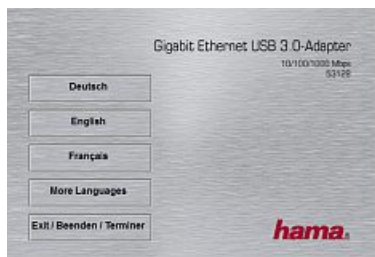 Gigabit Ethernet USB 3.0-Adapter
10/100/1000 Mbps
53128
Deutsch
English
Français
More Languages
Exit / Beenden / Terminer
hama.